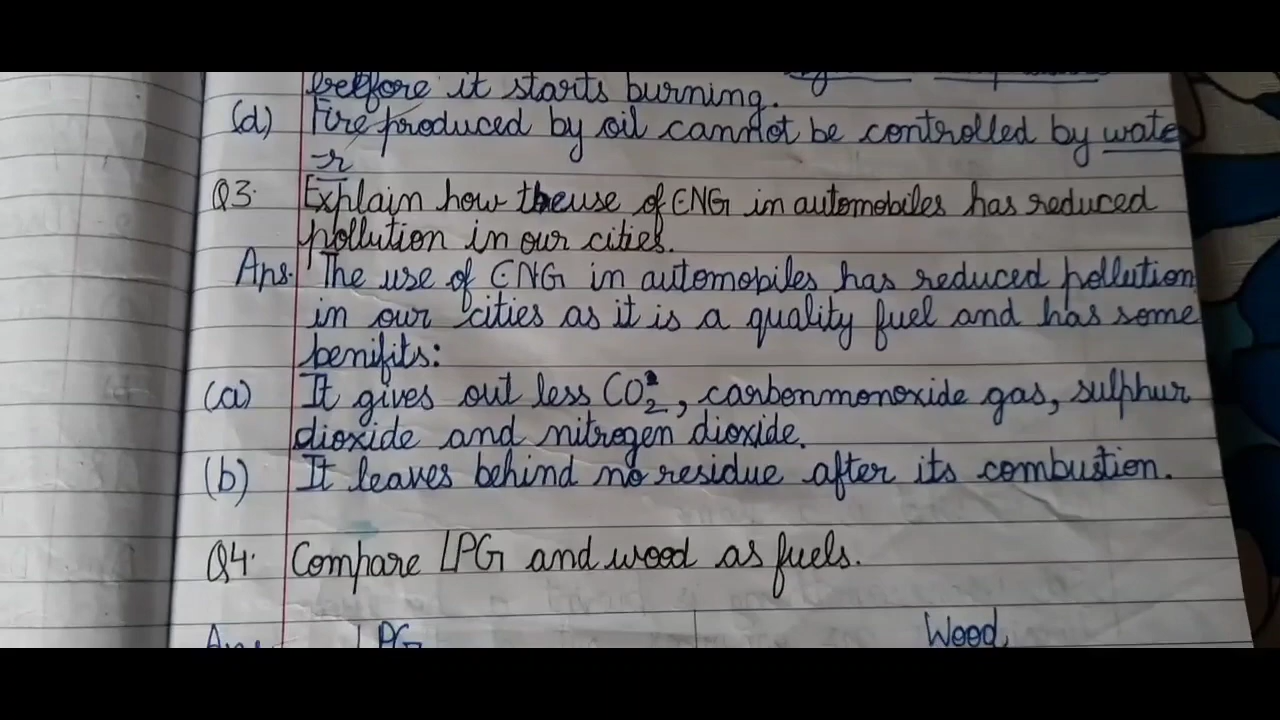 before it starts burning.
(d) Fire produced by oil cannot be controlled by wate
-r
Q3. Explain how the use of CNG in automobiles has reduced
pollution in our cities.
Ans. The use of CNG in automobiles has reduced pollution
in our cities as it is a quality fuel and has some
benifits:
(a) It gives out less CO2, carbonmonoxide gas, sulphur
dioxide and nitrogen dioxide.
(b) It leaves behind no residue after its combustion.
Q4. Compare LPG and wood as fuels.
Ans. LPG Wood